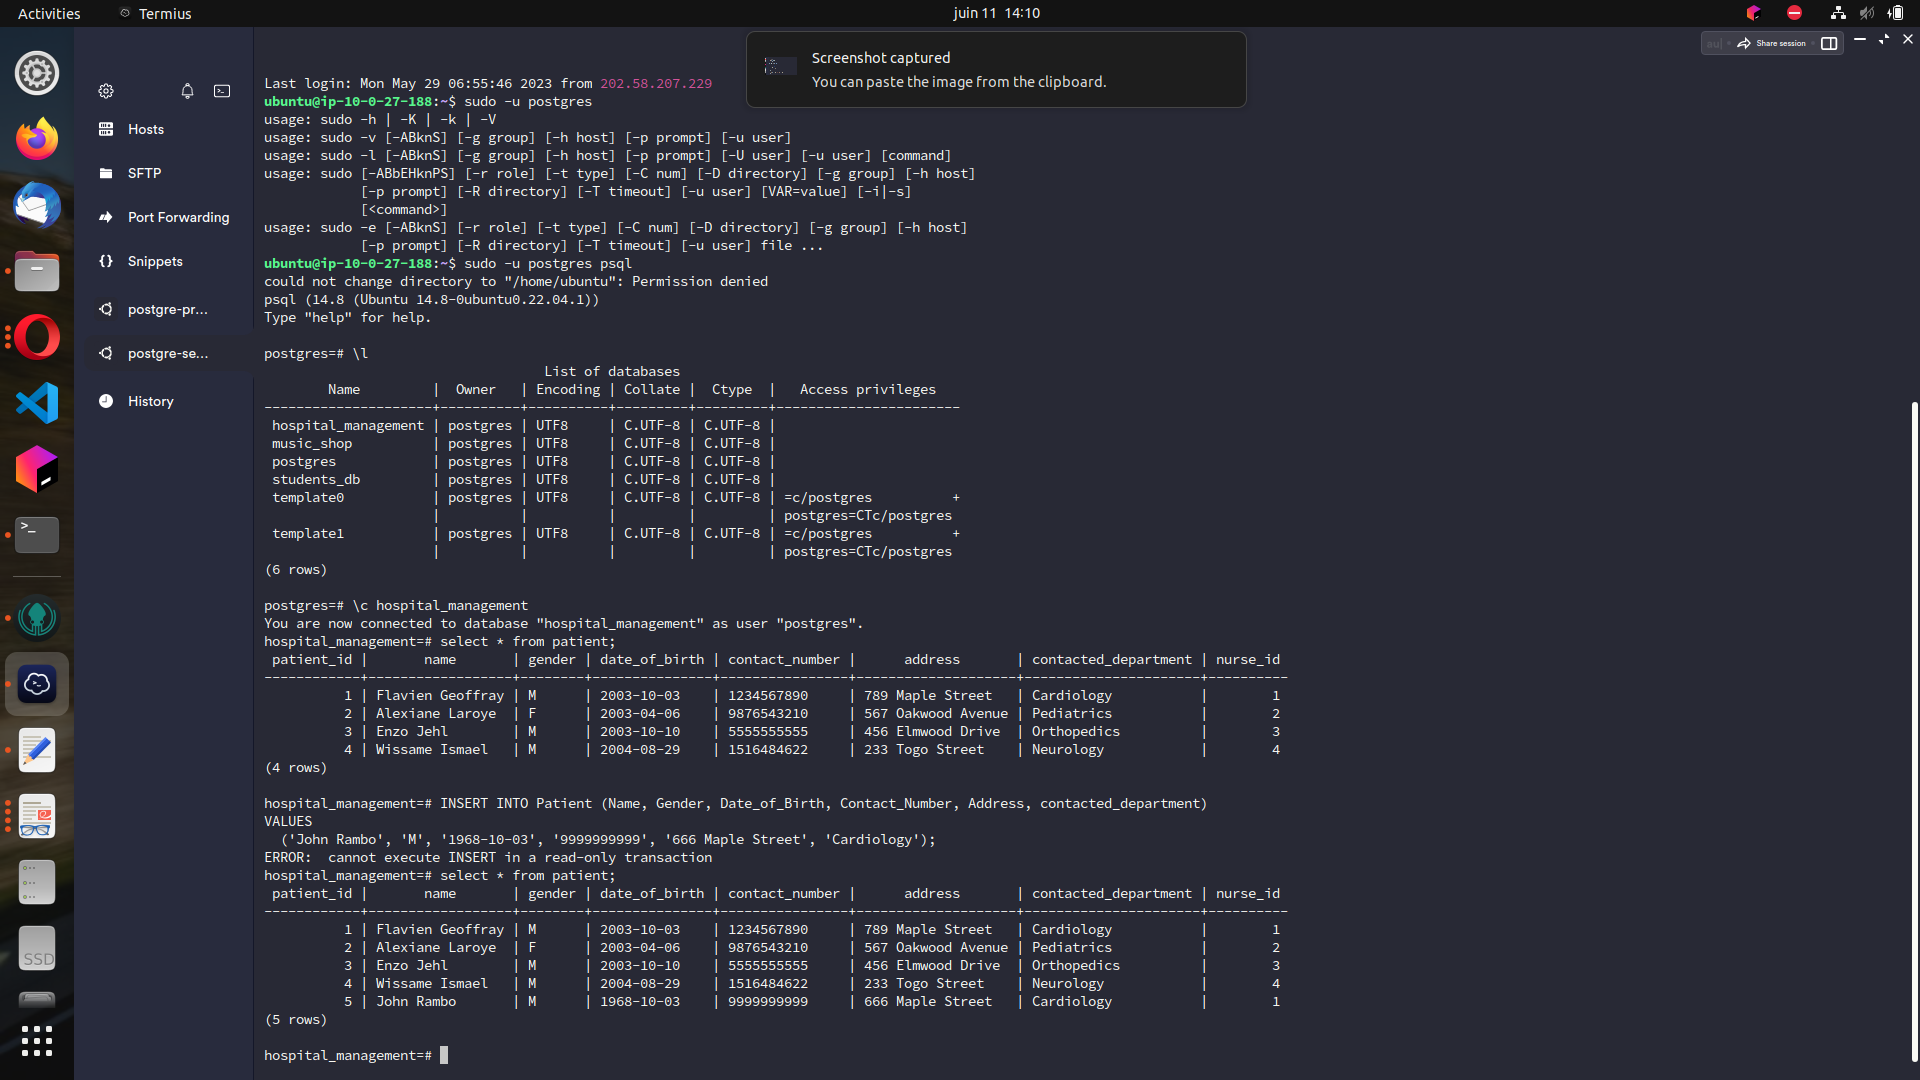 Activities
Termius
juin 11 14:10
Screenshot captured
You can paste the image from the clipboard.
Share session
Hosts
SFTP
Port Forwarding
Snippets
postgre-pr...
postgre-se...
History
SSD
Last login: Mon May 29 06:55:46 2023 from 202.58.207.229
ubuntu@ip-10-0-27-188:~$ sudo -u postgres
usage: sudo -h | -K | -k | -V
usage: sudo -v [-ABknS] [-g group] [-h host] [-p prompt] [-u user]
usage: sudo -l [-ABknS] [-g group] [-h host] [-p prompt] [-U user] [-u user] [command]
usage: sudo [-ABbEHknPS] [-r role] [-t type] [-C num] [-D directory] [-g group] [-h host]
            [-p prompt] [-R directory] [-T timeout] [-u user] [VAR=value] [-i|-s]
            [<command>]
usage: sudo -e [-ABknS] [-r role] [-t type] [-C num] [-D directory] [-g group] [-h host]
            [-p prompt] [-R directory] [-T timeout] [-u user] file ...
ubuntu@ip-10-0-27-188:~$ sudo -u postgres psql
could not change directory to "/home/ubuntu": Permission denied
psql (14.8 (Ubuntu 14.8-0ubuntu0.22.04.1))
Type "help" for help.
postgres=# \l
                                   List of databases
        Name         |  Owner   | Encoding | Collate |  Ctype  |   Access privileges
---------------------+----------+----------+---------+---------+-----------------------
 hospital_management | postgres | UTF8     | C.UTF-8 | C.UTF-8 |
 music_shop          | postgres | UTF8     | C.UTF-8 | C.UTF-8 |
 postgres            | postgres | UTF8     | C.UTF-8 | C.UTF-8 |
 students_db         | postgres | UTF8     | C.UTF-8 | C.UTF-8 |
 template0           | postgres | UTF8     | C.UTF-8 | C.UTF-8 | =c/postgres          +
                     |          |          |         |         | postgres=CTc/postgres
 template1           | postgres | UTF8     | C.UTF-8 | C.UTF-8 | =c/postgres          +
                     |          |          |         |         | postgres=CTc/postgres
(6 rows)
postgres=# \c hospital_management
You are now connected to database "hospital_management" as user "postgres".
hospital_management=# select * from patient;
 patient_id |       name       | gender | date_of_birth | contact_number |      address       | contacted_department | nurse_id
------------+------------------+--------+---------------+----------------+--------------------+----------------------+----------
          1 | Flavien Geoffray | M      | 2003-10-03    | 1234567890     | 789 Maple Street   | Cardiology           |        1
          2 | Alexiane Laroye  | F      | 2003-04-06    | 9876543210     | 567 Oakwood Avenue | Pediatrics           |        2
          3 | Enzo Jehl        | M      | 2003-10-10    | 5555555555     | 456 Elmwood Drive  | Orthopedics          |        3
          4 | Wissame Ismael   | M      | 2004-08-29    | 1516484622     | 233 Togo Street    | Neurology            |        4
(4 rows)
hospital_management=# INSERT INTO Patient (Name, Gender, Date_of_Birth, Contact_Number, Address, contacted_department)
VALUES
  ('John Rambo', 'M', '1968-10-03', '9999999999', '666 Maple Street', 'Cardiology');
ERROR:  cannot execute INSERT in a read-only transaction
hospital_management=# select * from patient;
 patient_id |       name       | gender | date_of_birth | contact_number |      address       | contacted_department | nurse_id
------------+------------------+--------+---------------+----------------+--------------------+----------------------+----------
          1 | Flavien Geoffray | M      | 2003-10-03    | 1234567890     | 789 Maple Street   | Cardiology           |        1
          2 | Alexiane Laroye  | F      | 2003-04-06    | 9876543210     | 567 Oakwood Avenue | Pediatrics           |        2
          3 | Enzo Jehl        | M      | 2003-10-10    | 5555555555     | 456 Elmwood Drive  | Orthopedics          |        3
          4 | Wissame Ismael   | M      | 2004-08-29    | 1516484622     | 233 Togo Street    | Neurology            |        4
          5 | John Rambo       | M      | 1968-10-03    | 9999999999     | 666 Maple Street   | Cardiology           |        1
(5 rows)
hospital_management=#